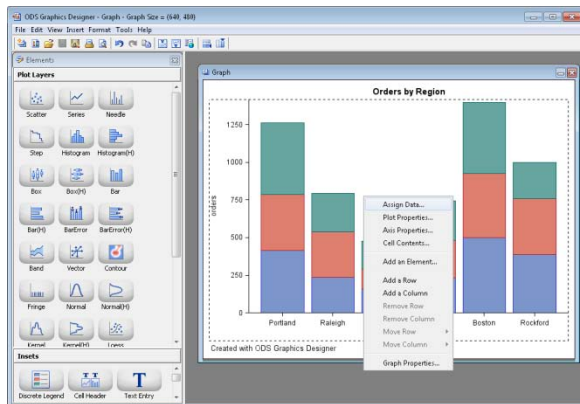 ODS Graphics Designer - Graph - Graph Size = (640, 480)
File Edit View Insert Format Tools Help
Elements
Plot Layers
Scatter Series Needle
Step Histogram Histogram(H)
Box Box(H) Bar
Bar(H) BarError BarError(H)
Band Vector Contour
Fringe Normal Normal(H)
Kernel Kernel(H) Loess
Insets
Discrete Legend Cell Header Text Entry
Graph
Orders by Region
orders
1250
1000
750
500
250
0
Portland Raleigh Boston Rockford
Created with ODS Graphics Designer
Assign Data...
Plot Properties...
Axis Properties...
Cell Contents...
Add an Element...
Add a Row
Add a Column
Remove Row
Remove Column
Move Row
Move Column
Graph Properties...